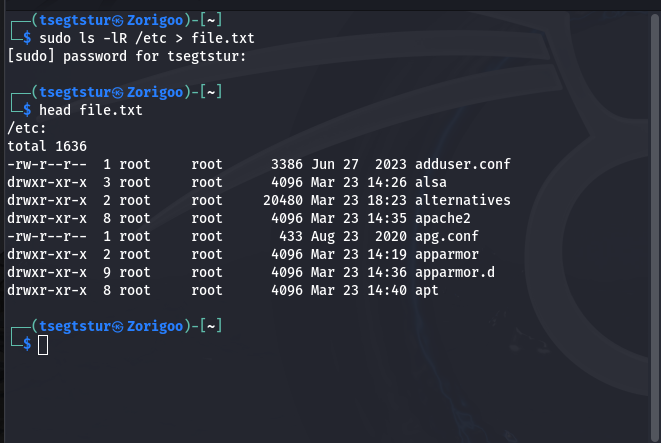 ┌──(tsegtstur㉿Zorigoo)-[~]
└─$ sudo ls -lR /etc > file.txt
[sudo] password for tsegtstur:
┌──(tsegtstur㉿Zorigoo)-[~]
└─$ head file.txt
/etc:
total 1636
-rw-r--r--  1 root     root      3386 Jun 27  2023 adduser.conf
drwxr-xr-x  3 root     root      4096 Mar 23 14:26 alsa
drwxr-xr-x  2 root     root     20480 Mar 23 18:23 alternatives
drwxr-xr-x  8 root     root      4096 Mar 23 14:35 apache2
-rw-r--r--  1 root     root       433 Aug 23  2020 apg.conf
drwxr-xr-x  2 root     root      4096 Mar 23 14:19 apparmor
drwxr-xr-x  9 root     root      4096 Mar 23 14:36 apparmor.d
drwxr-xr-x  8 root     root      4096 Mar 23 14:40 apt
┌──(tsegtstur㉿Zorigoo)-[~]
└─$